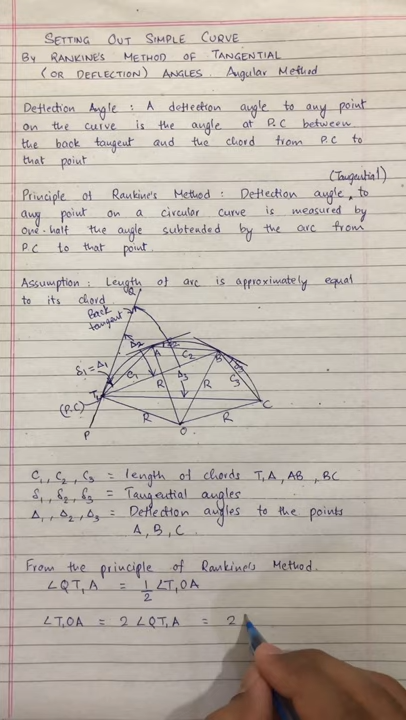 SETTING OUT SIMPLE CURVE
By RANKINE'S METHOD OF TANGENTIAL
(OR DEFLECTION) ANGLES. Angular Method
Deflection Angle : A deflection angle to any point
on the curve is the angle at P.C between
the back tangent and the chord from P.C to
that point
(Tangential)
Principle of Rankine's Method : Deflection angle, to
any point on a circular curve is measured by
one-half the angle subtended by the arc from
P.C to that point.
Assumption : Length of arc is approximately equal
to its chord.
Q
Back
tangent
Δ2
A
δ1 = Δ1
C1
C2
B
Δ3
C3
R
R
T1
(P.C)
C
R
R
O
P
C1, C2, C3 = length of chords T1A, AB, BC
δ1, δ2, δ3 = Tangential angles
Δ1, Δ2, Δ3 = Deflection angles to the points
A, B, C.
From the principle of Rankine's Method.
∠QT1A = 1/2 ∠T1OA
∠T1OA = 2 ∠QT1A = 2